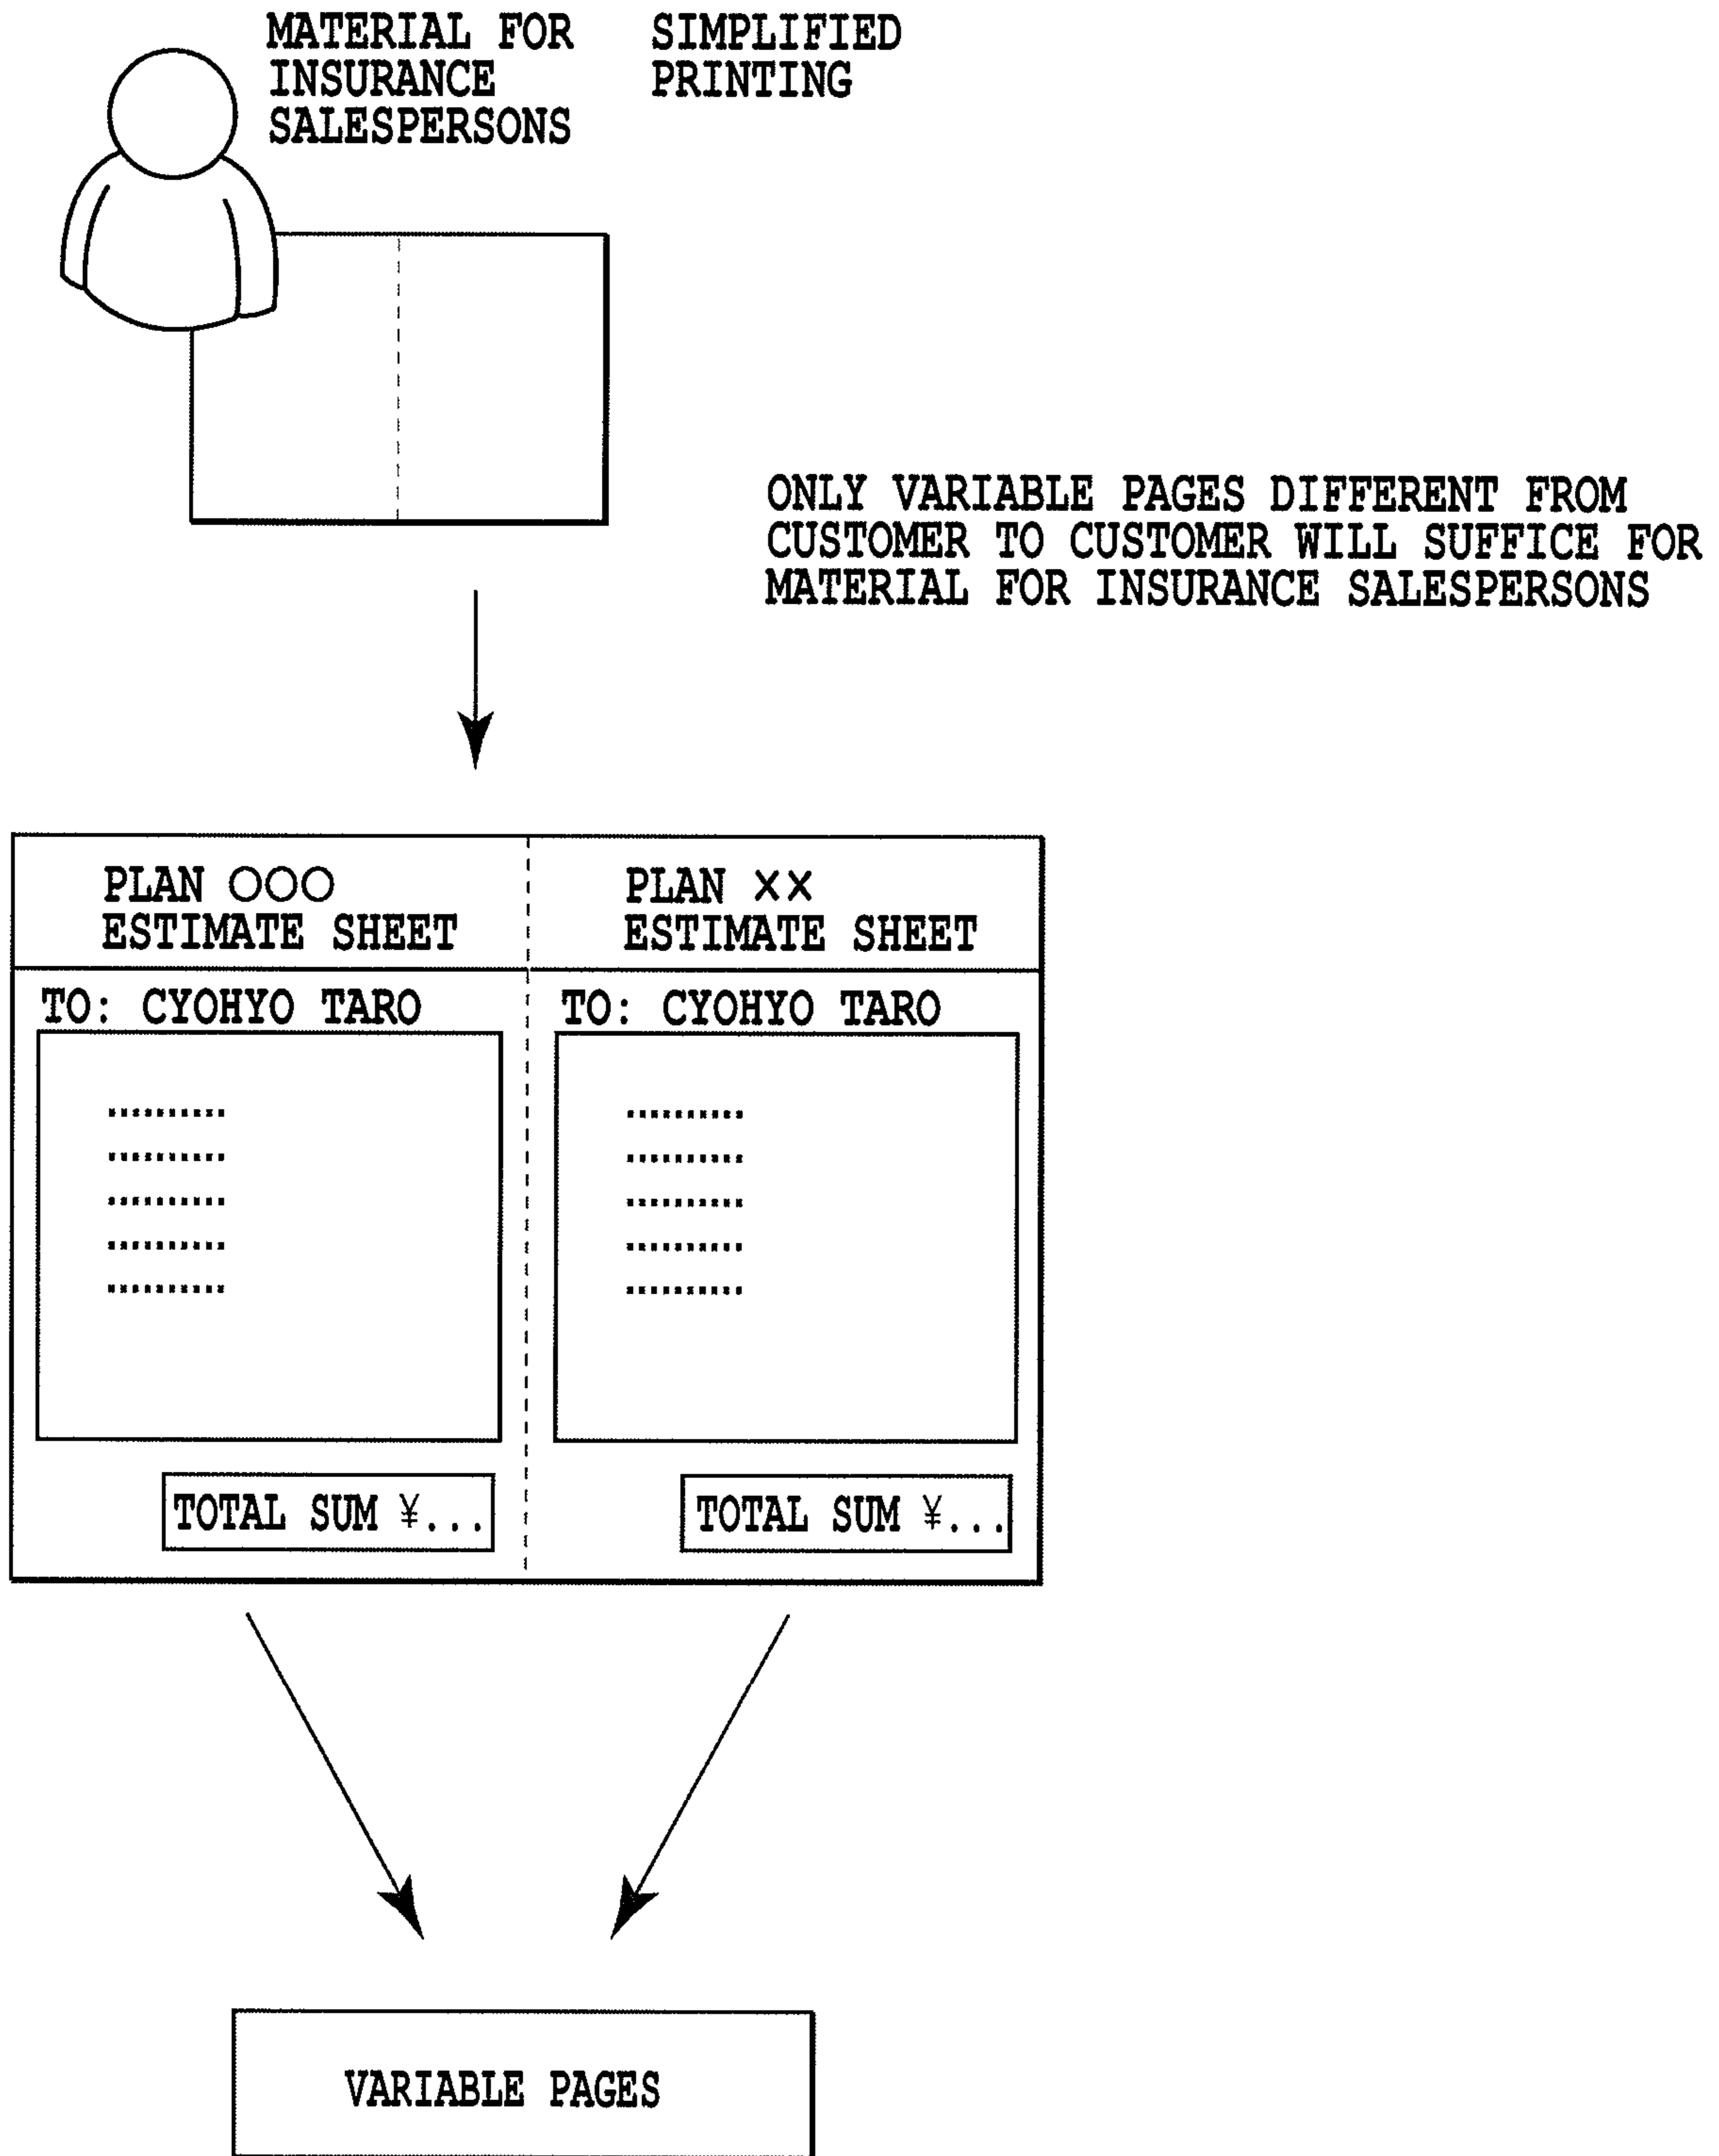 MATERIAL FOR
INSURANCE
SALESPERSONS
SIMPLIFIED
PRINTING
ONLY VARIABLE PAGES DIFFERENT FROM
CUSTOMER TO CUSTOMER WILL SUFFICE FOR
MATERIAL FOR INSURANCE SALESPERSONS
PLAN ○○○
ESTIMATE SHEET
TO: CYOHYO TARO
TOTAL SUM ¥...
PLAN ××
ESTIMATE SHEET
TO: CYOHYO TARO
TOTAL SUM ¥...
VARIABLE PAGES